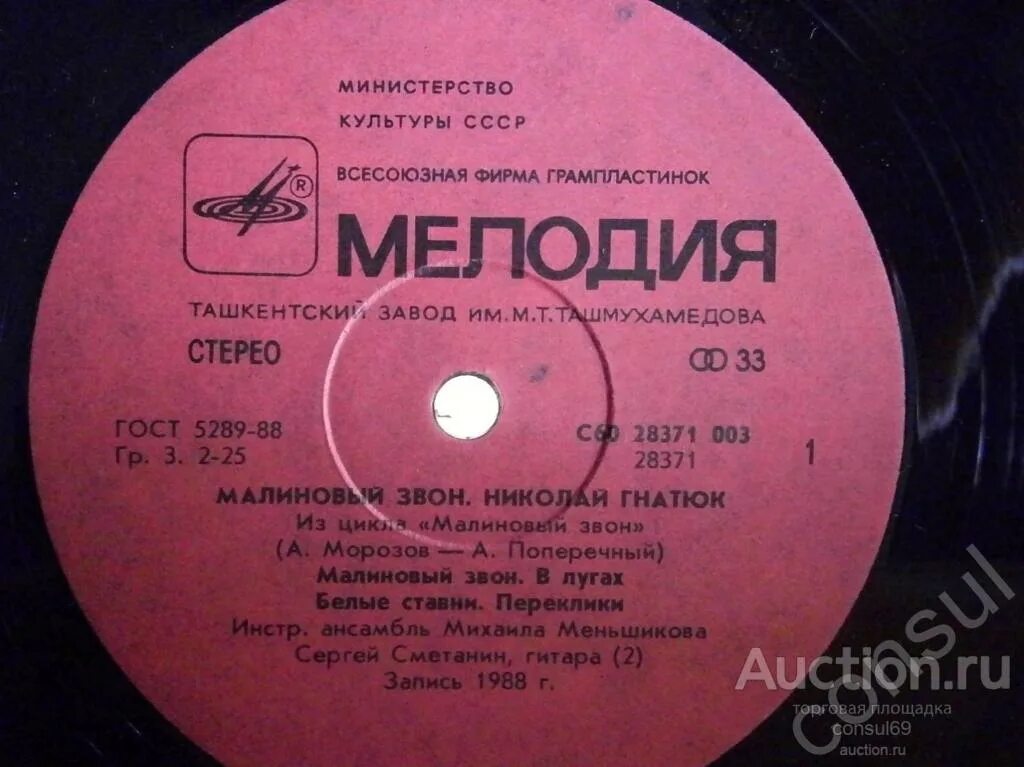 МИНИСТЕРСТВО
КУЛЬТУРЫ СССР
ВСЕСОЮЗНАЯ ФИРМА ГРАМПЛАСТИНОК
®
МЕЛОДИЯ
ТАШКЕНТСКИЙ ЗАВОД ИМ. М.Т.ТАШМУХАМЕДОВА
СТЕРЕО
33
ГОСТ 5289-88
Гр. 3. 2-25
С60 28371 003
28371
1
МАЛИНОВЫЙ ЗВОН. НИКОЛАЙ ГНАТЮК
Из цикла «Малиновый звон»
(А. Морозов — А. Поперечный)
Малиновый звон. В лугах
Белые ставни. Переклики
Инстр. ансамбль Михаила Меньшикова
Сергей Сметанин, гитара (2)
Запись 1988 г.
consul
Auction.ru
торговая площадка
consul69
auction.ru